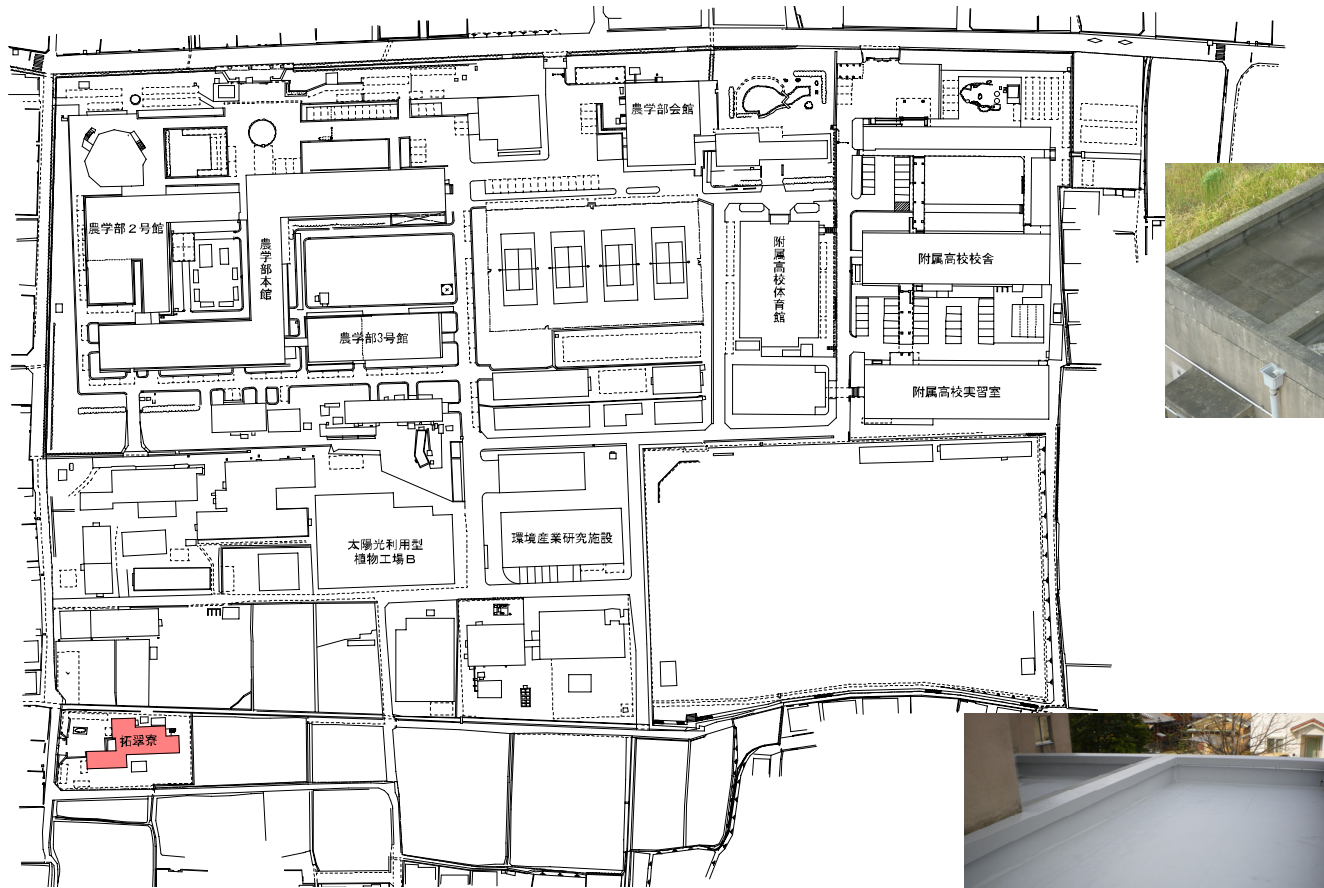 農学部会館
農学部２号館
農学部本館
附属高校体育館
附属高校校舎
農学部3号館
附属高校実習室
太陽光利用型
植物工場Ｂ
環境産業研究施設
拓翠寮